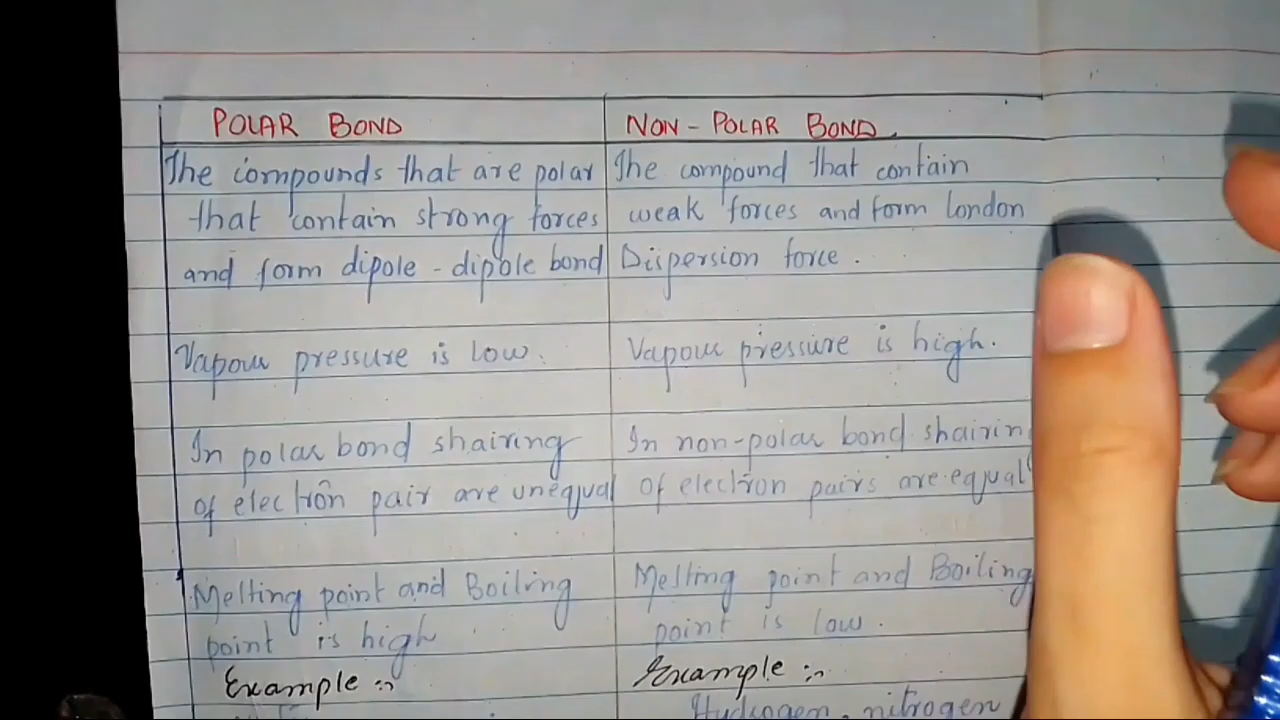 POLAR BOND
The compounds that are polar
that contain strong forces
and form dipole - dipole bond
Vapour pressure is low.
In polar bond shairing
of electron pair are unequal
Melting point and Boiling
point is high
Example :-
NON - POLAR BOND.
The compound that contain
weak forces and form london
Dispersion force.
Vapour pressure is high.
In non-polar bond shairin
of electron pairs are equal
Melting point and Boiling
point is low.
Example :-
Hydrogen, nitrogen